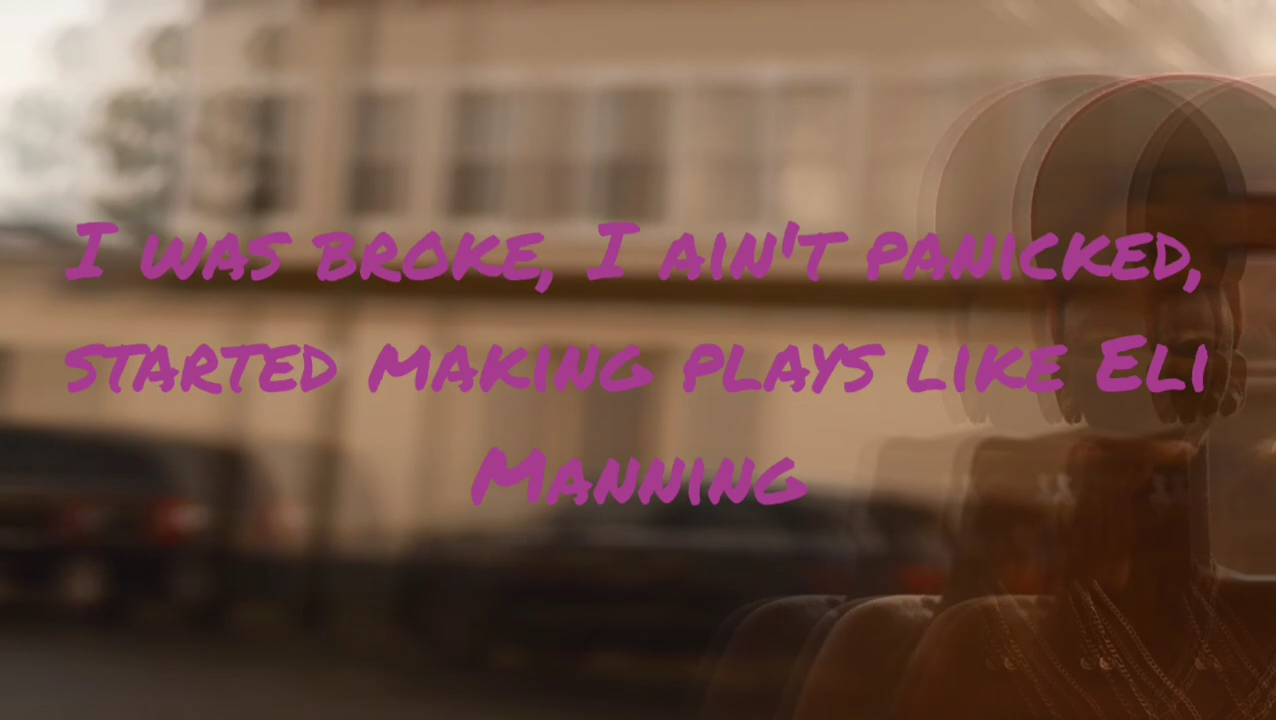 I was broke, I ain't panicked,
started making plays like Eli
Manning